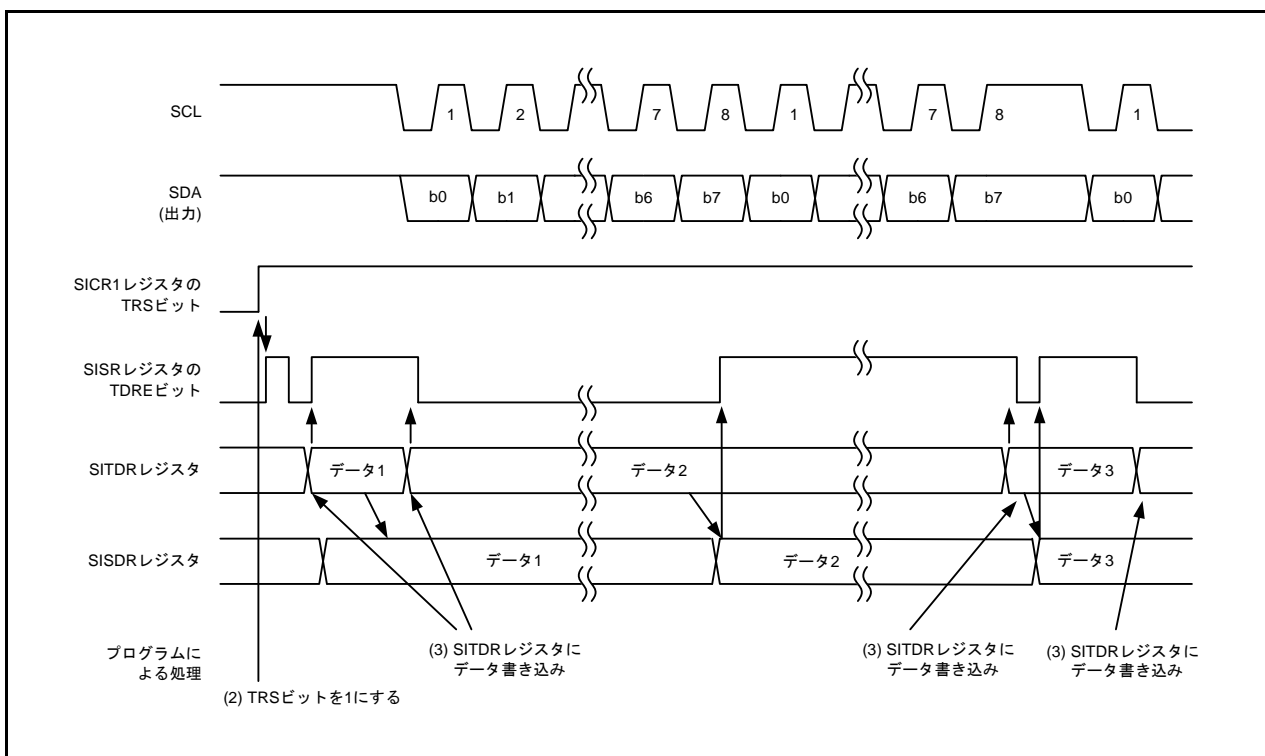 SCL
1 2 7 8 1 7 8 1
SDA
(出力)
b0 b1 b6 b7 b0 b6 b7 b0
SICR1レジスタの
TRSビット
SISRレジスタの
TDREビット
SITDRレジスタ
データ1 データ2 データ3
SISDRレジスタ
データ1 データ2 データ3
プログラムに
よる処理
(2) TRSビットを1にする
(3) SITDRレジスタに
データ書き込み
(3) SITDRレジスタに
データ書き込み
(3) SITDRレジスタに
データ書き込み